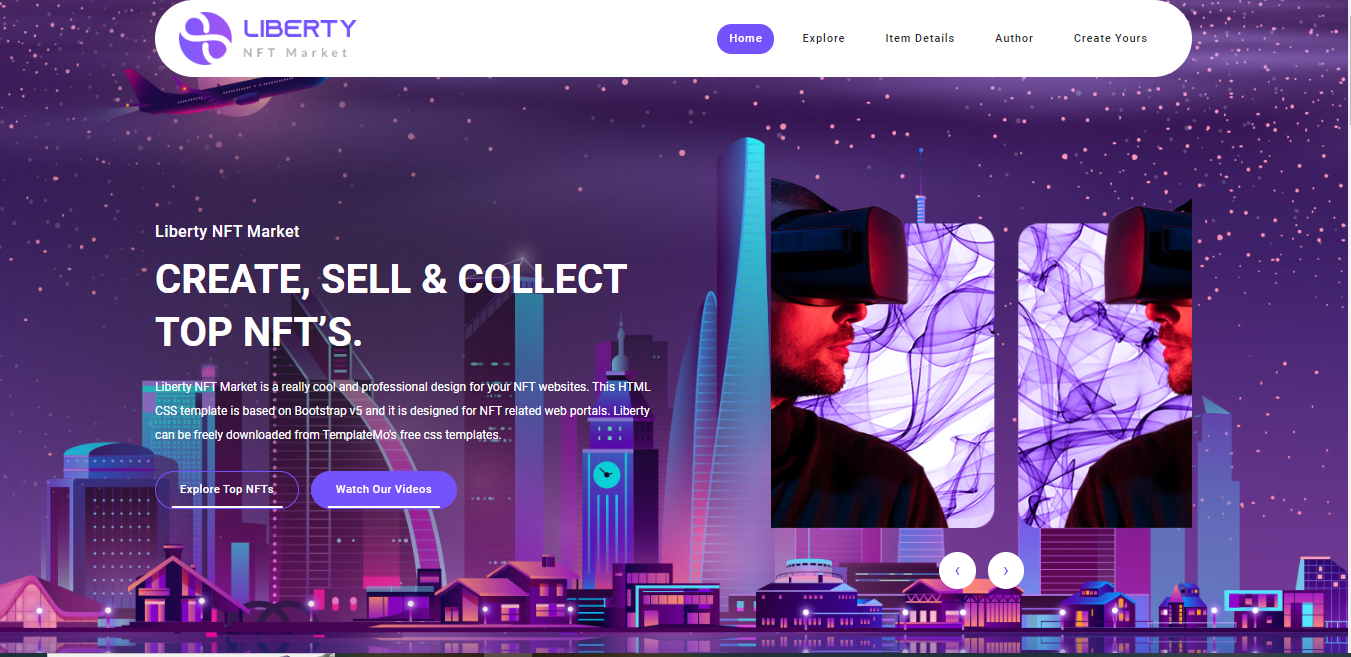 LIBERTY
NFT Market
Home
Explore
Item Details
Author
Create Yours
Liberty NFT Market
CREATE, SELL & COLLECT
TOP NFT’S.
Liberty NFT Market is a really cool and professional design for your NFT websites. This HTML
CSS template is based on Bootstrap v5 and it is designed for NFT related web portals. Liberty
can be freely downloaded from TemplateMo's free css templates.
Explore Top NFTs
Watch Our Videos